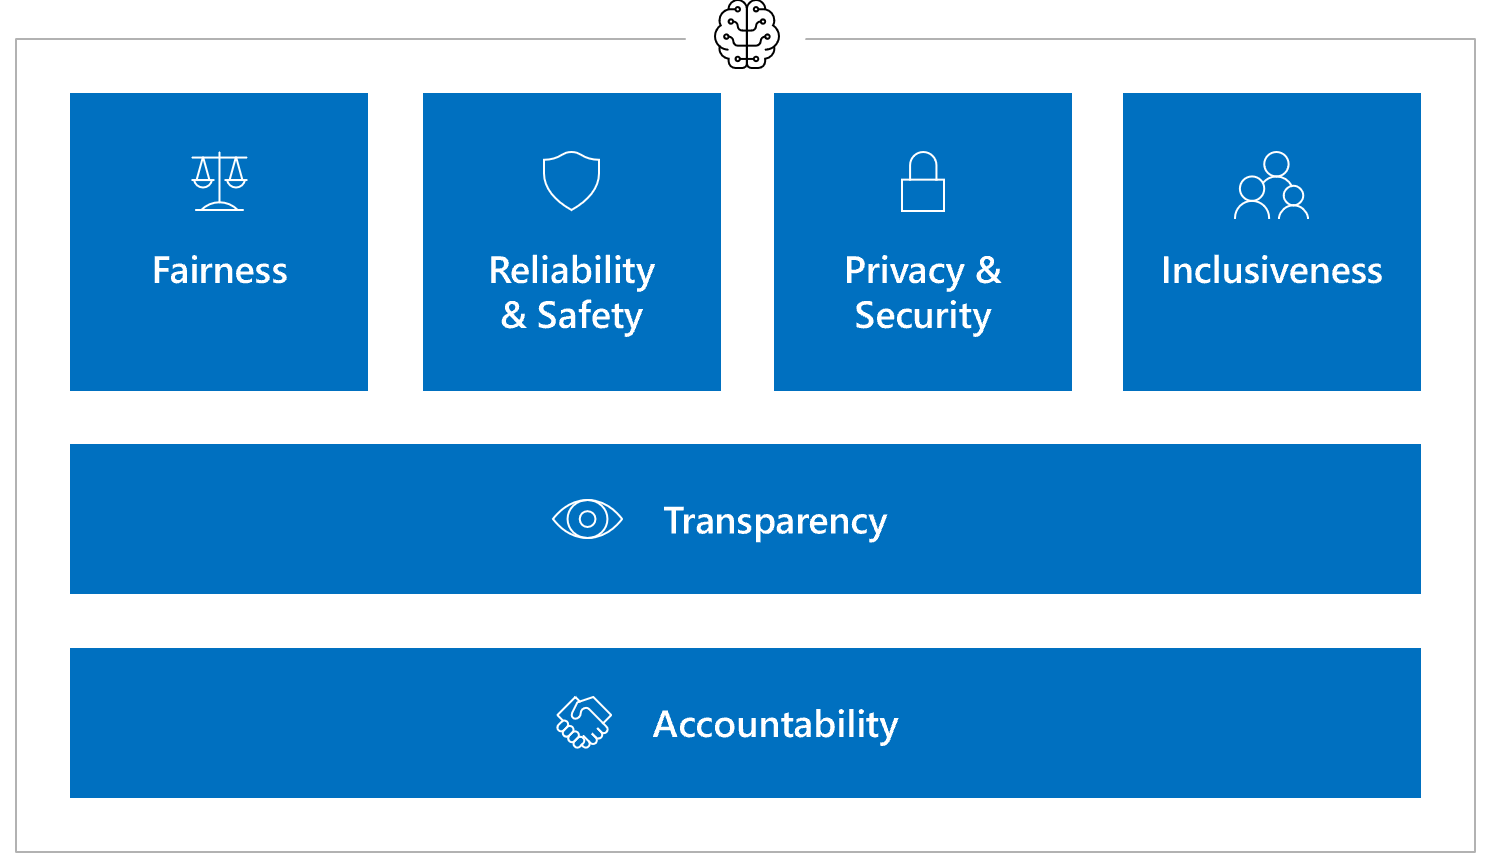 Fairness
Reliability
& Safety
Privacy &
Security
Inclusiveness
Transparency
Accountability